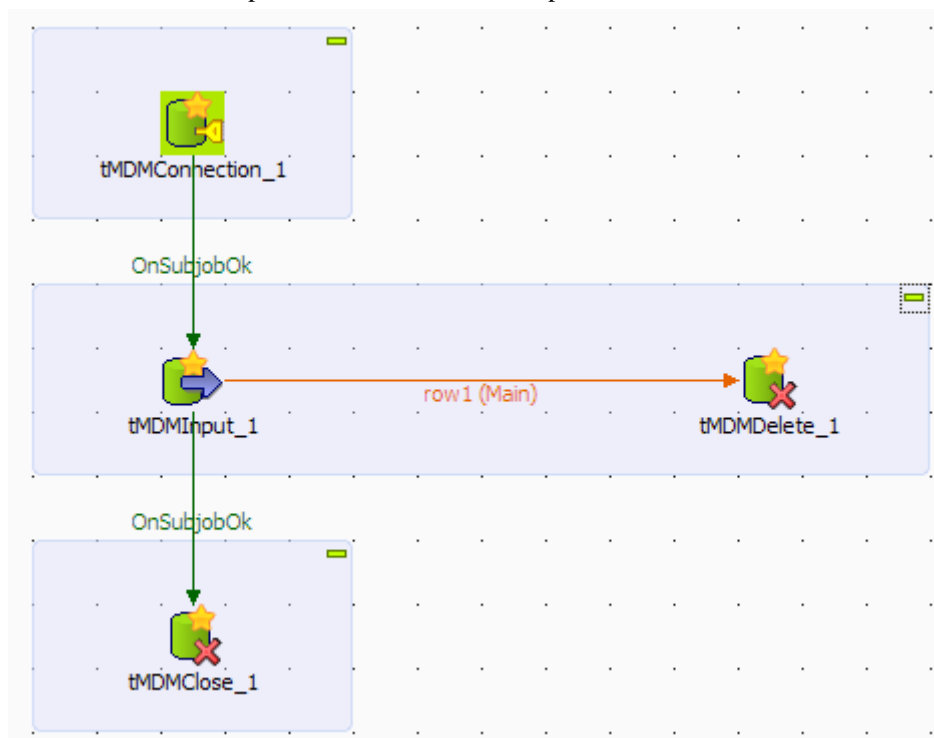 tMDMConnection_1
OnSubjobOk
row1 (Main)
tMDMInput_1
tMDMDelete_1
OnSubjobOk
tMDMClose_1